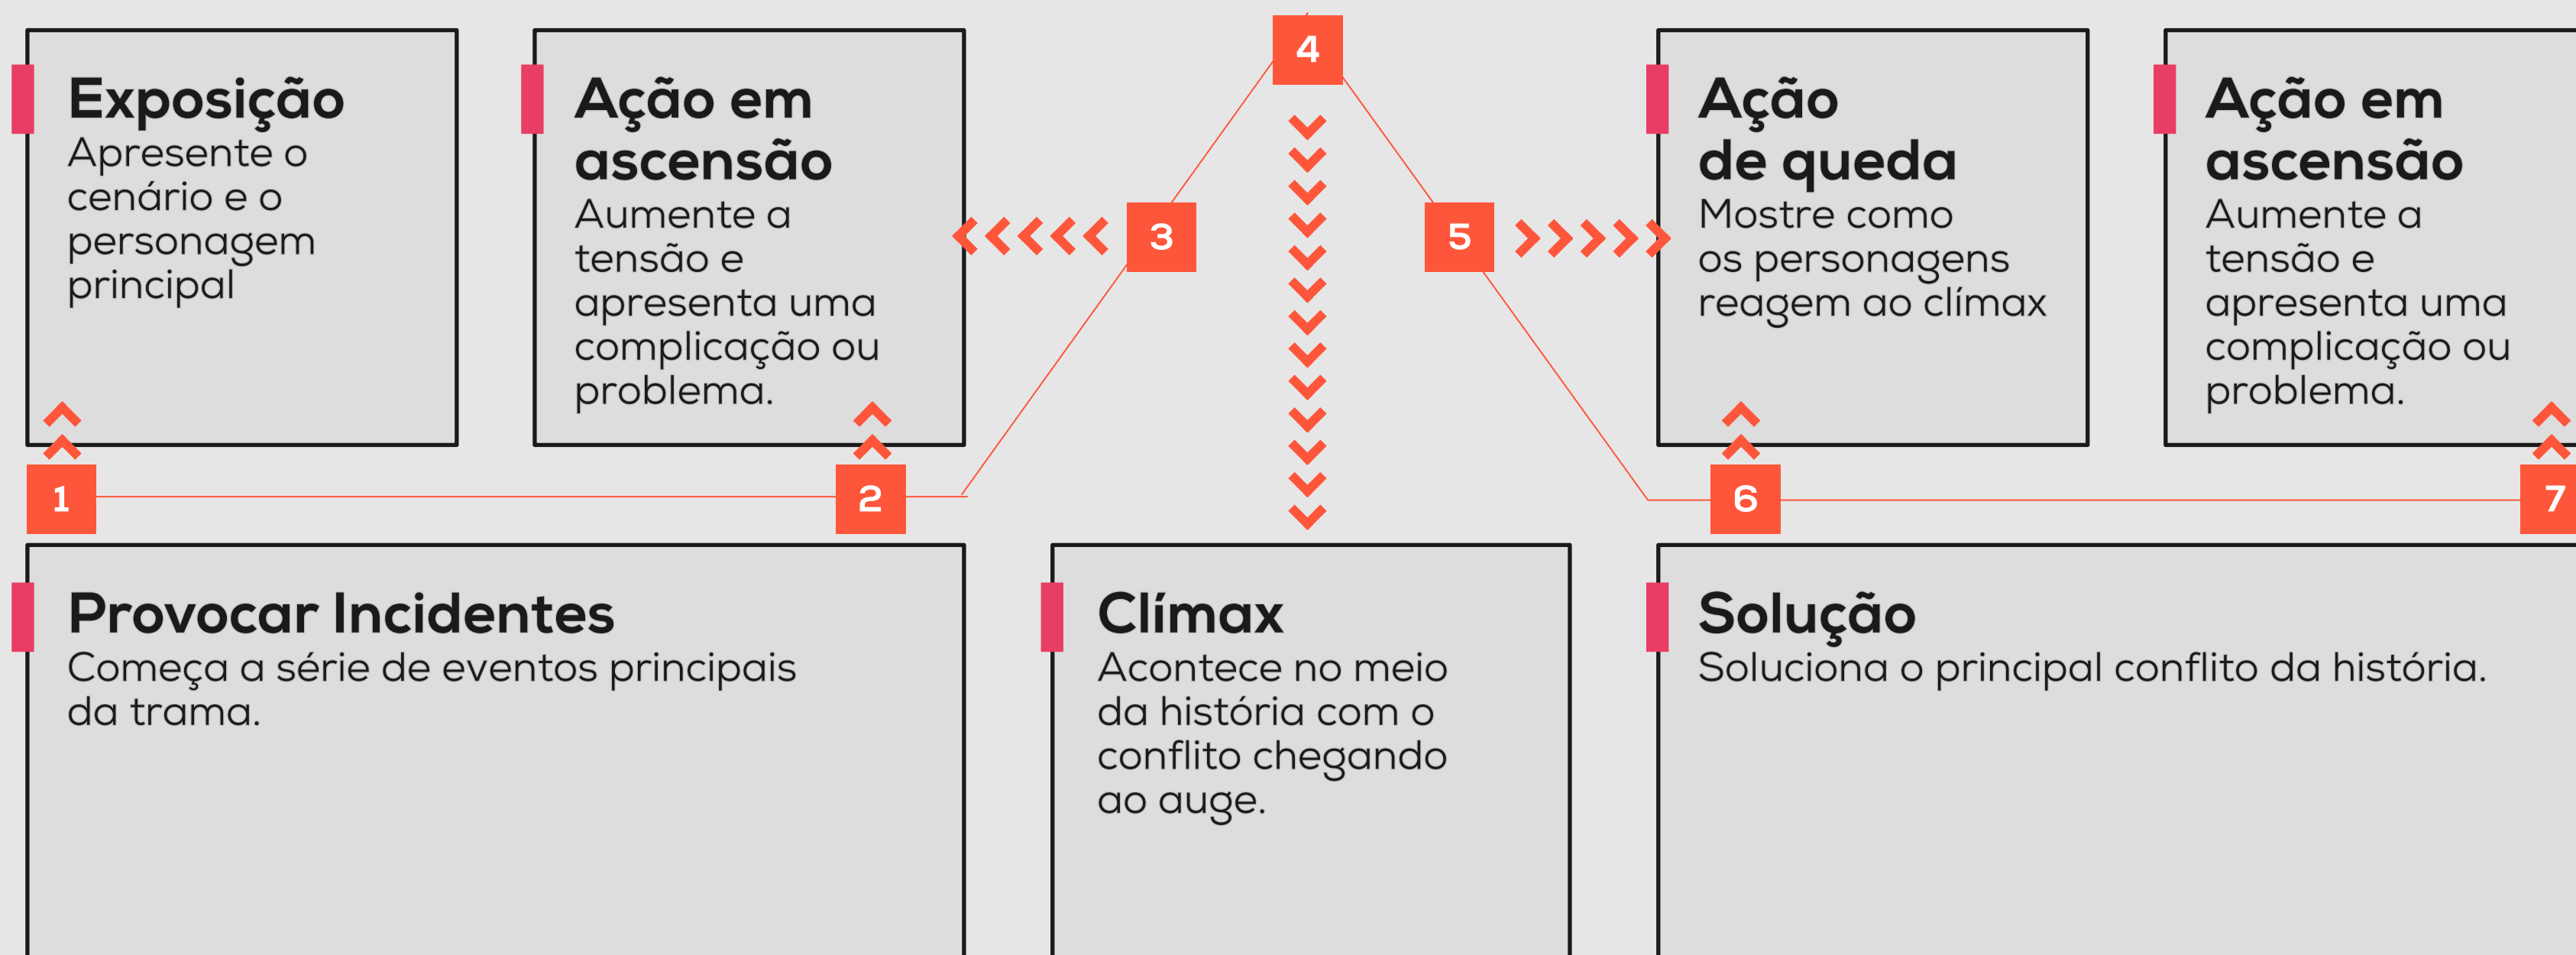 Exposição
Apresente o
cenário e o
personagem
principal
Ação em
ascensão
Aumente a
tensão e
apresenta uma
complicação ou
problema.
4
3
5
Ação
de queda
Mostre como
os personagens
reagem ao clímax
Ação em
ascensão
Aumente a
tensão e
apresenta uma
complicação ou
problema.
1
2
6
7
Provocar Incidentes
Começa a série de eventos principais
da trama.
Clímax
Acontece no meio
da história com o
conflito chegando
ao auge.
Solução
Soluciona o principal conflito da história.